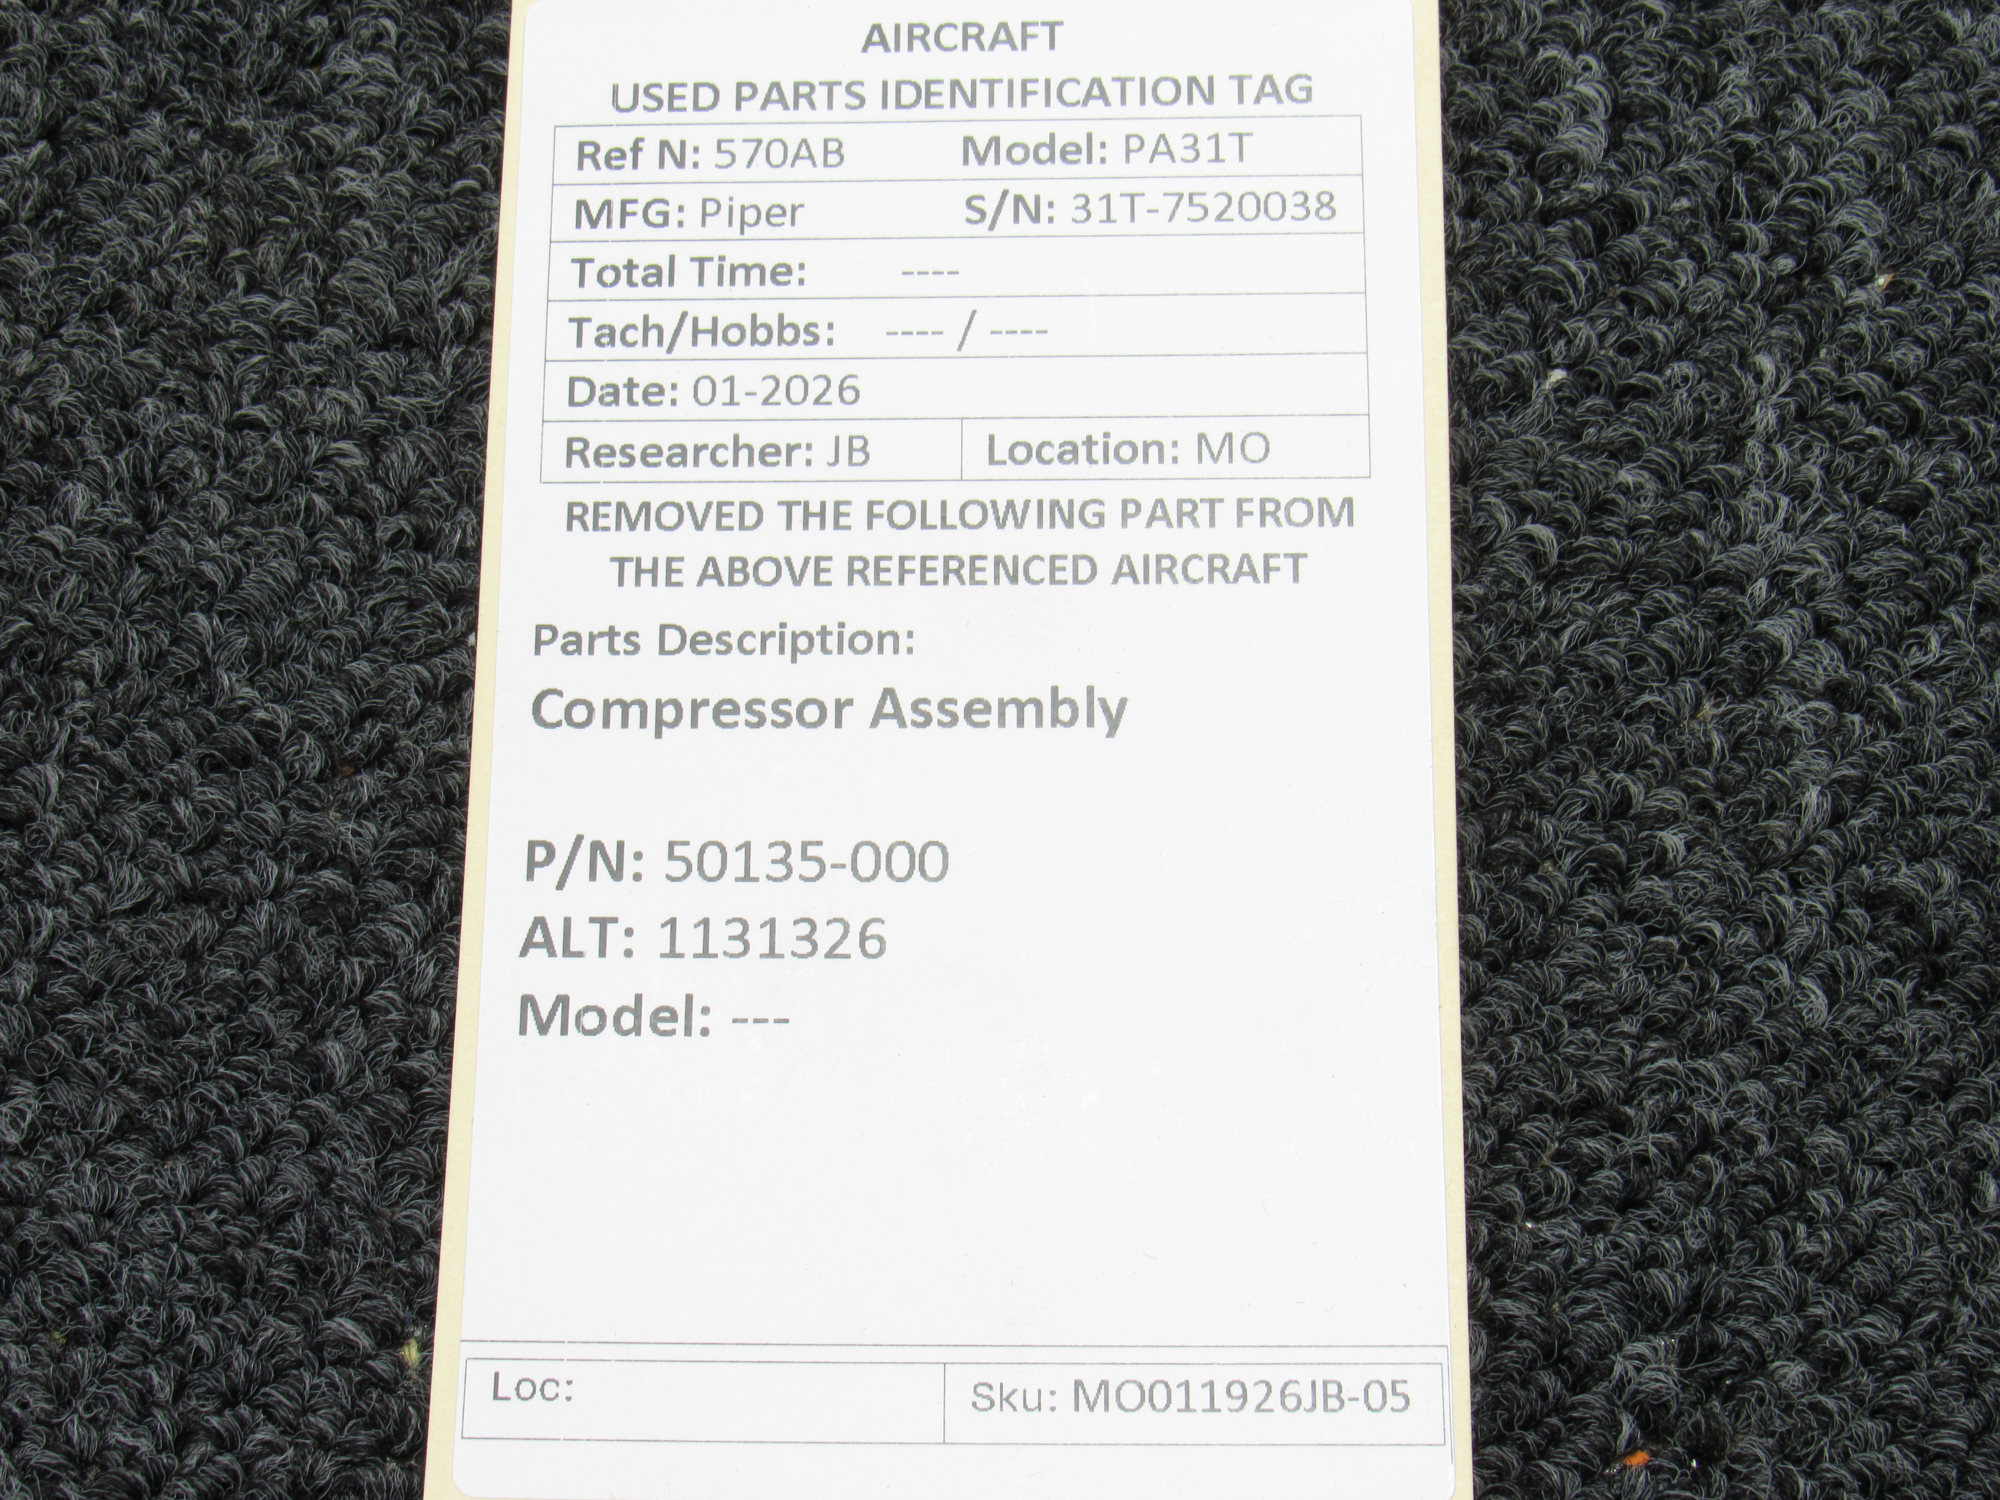 AIRCRAFT
USED PARTS IDENTIFICATION TAG
Ref N: 570AB Model: PA31T
MFG: Piper S/N: 31T-7520038
Total Time: ----
Tach/Hobbs: ---- / ----
Date: 01-2026
Researcher: JB Location: MO
REMOVED THE FOLLOWING PART FROM
THE ABOVE REFERENCED AIRCRAFT
Parts Description:
Compressor Assembly
P/N: 50135-000
ALT: 1131326
Model: ---
Loc: Sku: MO011926JB-05